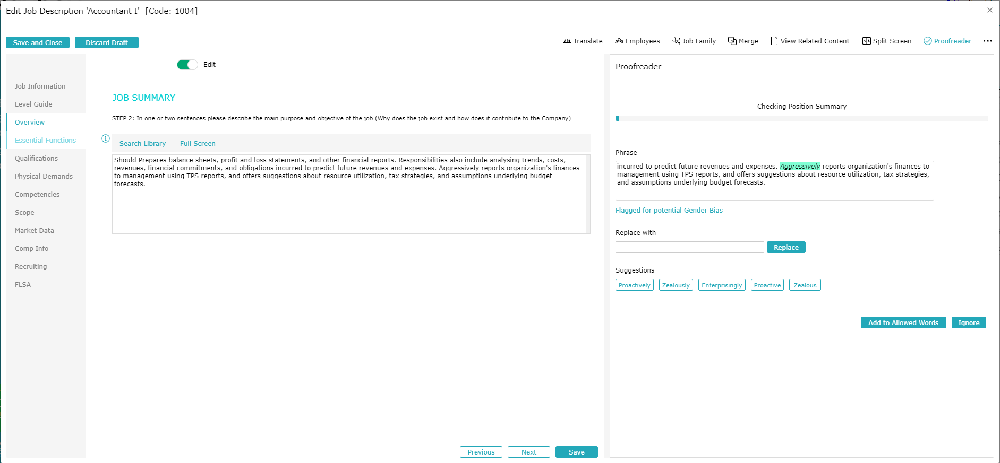 Edit Job Description 'Accountant I'  [Code: 1004]
Save and Close
Discard Draft
Translate
Employees
Job Family
Merge
View Related Content
Split Screen
Proofreader
Job Information
Level Guide
Overview
Essential Functions
Qualifications
Physical Demands
Competencies
Scope
Market Data
Comp Info
Recruiting
FLSA
Edit
JOB SUMMARY
STEP 2: In one or two sentences please describe the main purpose and objective of the job (Why does the job exist and how does it contribute to the Company)
Search Library
Full Screen
Should Prepares balance sheets, profit and loss statements, and other financial reports. Responsibilities also include analysing trends, costs,
revenues, financial commitments, and obligations incurred to predict future revenues and expenses. Aggressively reports organization's finances
to management using TPS reports, and offers suggestions about resource utilization, tax strategies, and assumptions underlying budget
forecasts.
Previous
Next
Save
Proofreader
Checking Position Summary
Phrase
incurred to predict future revenues and expenses. Aggressively reports organization's finances to
management using TPS reports, and offers suggestions about resource utilization, tax strategies,
and assumptions underlying budget forecasts.
Flagged for potential Gender Bias
Replace with
Replace
Suggestions
Proactively
Zealously
Enterprisingly
Proactive
Zealous
Add to Allowed Words
Ignore